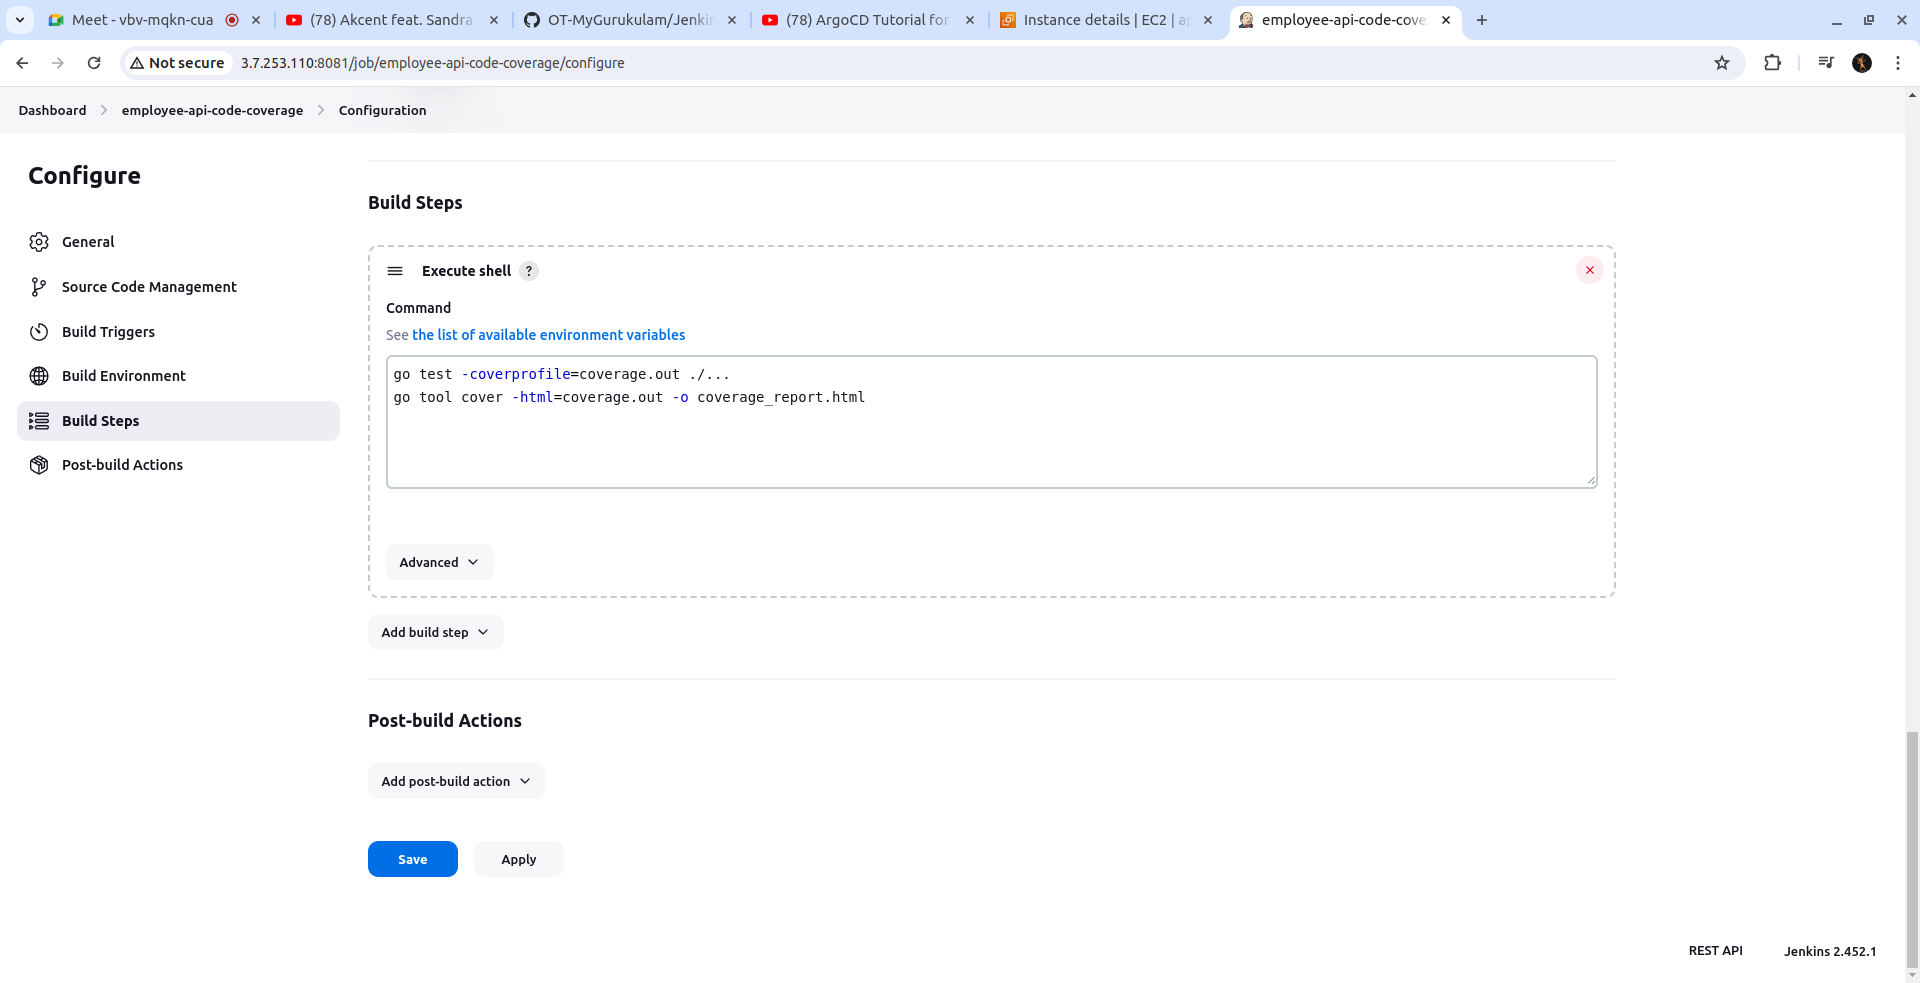 Meet - vbv-mqkn-cua
(78) Akcent feat. Sandra
OT-MyGurukulam/Jenkin
(78) ArgoCD Tutorial for
Instance details | EC2 | ap
employee-api-code-cove
Not secure
3.7.253.110:8081/job/employee-api-code-coverage/configure
Dashboard
employee-api-code-coverage
Configuration
Configure
General
Source Code Management
Build Triggers
Build Environment
Build Steps
Post-build Actions
Build Steps
Execute shell ?
Command
See the list of available environment variables
go test -coverprofile=coverage.out ./...
go tool cover -html=coverage.out -o coverage_report.html
Advanced
Add build step
Post-build Actions
Add post-build action
Save
Apply
REST API
Jenkins 2.452.1